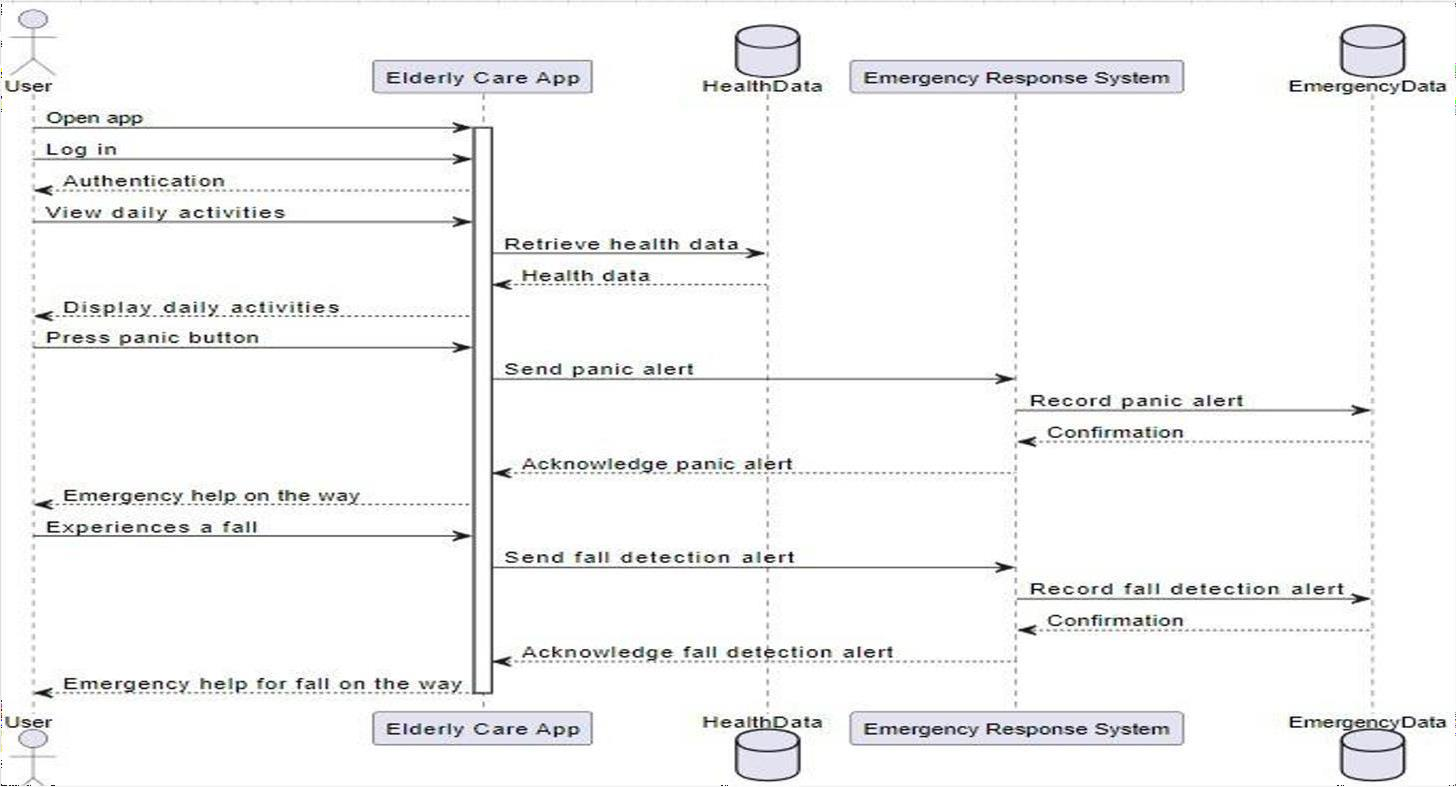 User
Elderly Care App
HealthData
Emergency Response System
EmergencyData
Open app
Log in
Authentication
View daily activities
Retrieve health data
Health data
Display daily activities
Press panic button
Send panic alert
Record panic alert
Confirmation
Acknowledge panic alert
Emergency help on the way
Experiences a fall
Send fall detection alert
Record fall detection alert
Confirmation
Acknowledge fall detection alert
Emergency help for fall on the way
User
Elderly Care App
HealthData
Emergency Response System
EmergencyData